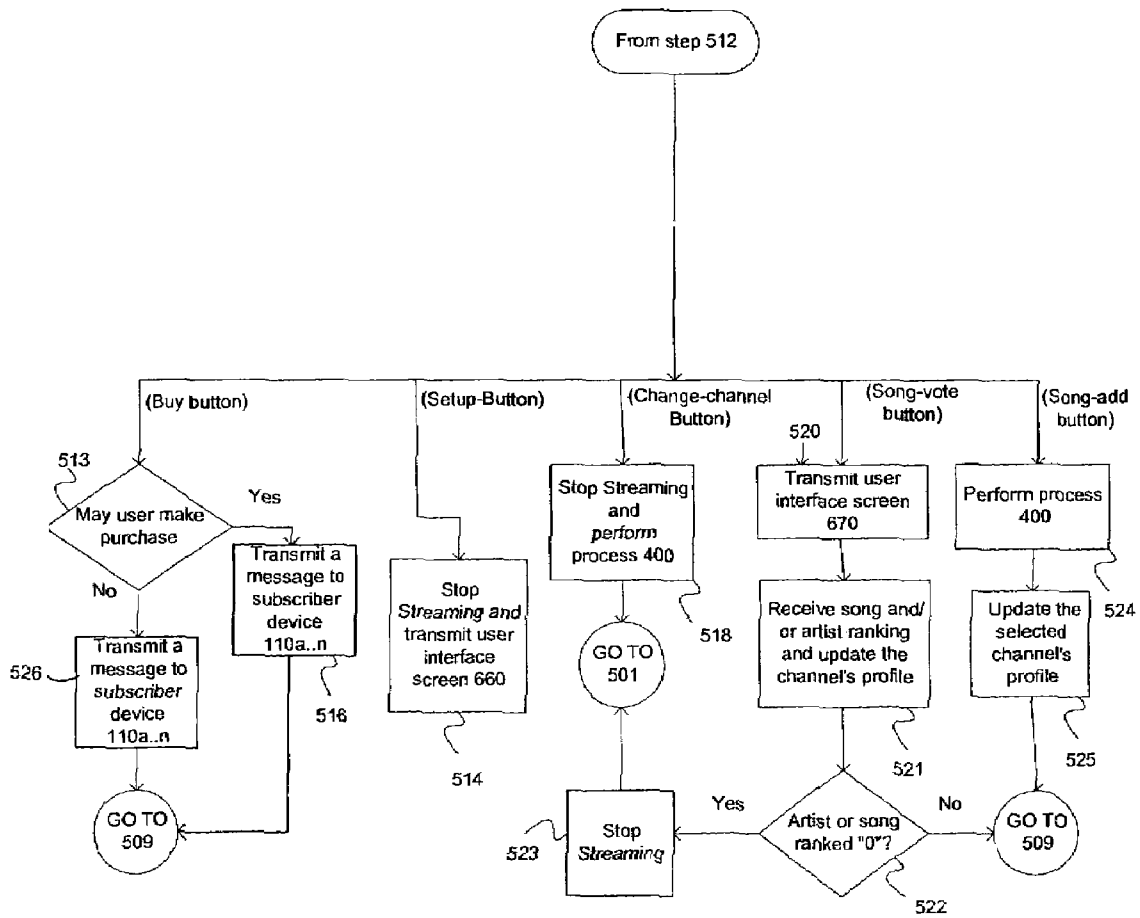 From step 512
(Buy button)
(Setup-Button)
(Change-channel
Button)
(Song-vote
button)
(Song-add
button)
513
May user make
purchase
Yes
No
Transmit a
message to
subscriber
device
110a..n
516
526
Transmit a
message to
subscriber
device
110a..n
GO TO
509
Stop
Streaming and
transmit user
interface
screen 660
514
Stop Streaming
and
perform
process 400
518
GO TO
501
520
Transmit user
interface screen
670
Receive song and/
or artist ranking
and update the
channel's profile
521
Artist or song
ranked "0"?
522
Yes
No
Stop
Streaming
523
Perform process
400
524
Update the
selected
channel's
profile
525
GO TO
509